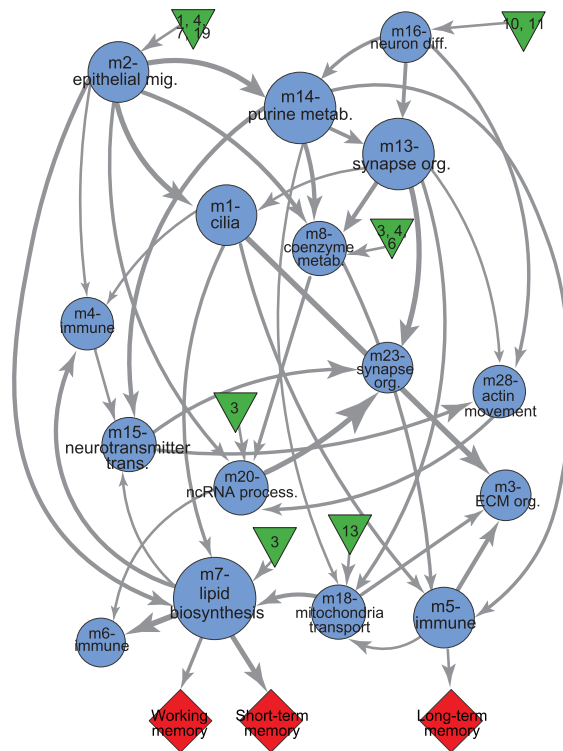 1, 4,
7, 19
10, 11
m16-
neuron diff.
m2-
epithelial mig.
m14-
purine metab.
m13-
synapse org.
m1-
cilia
m8-
coenzyme
metab.
3, 4,
6
m4-
immune
m23-
synapse
org.
m28-
actin
movement
3
m15-
neurotransmitter
trans.
m20-
ncRNA process.
m3-
ECM org.
3
13
m7-
lipid
biosynthesis
m18-
mitochondria
transport
m5-
immune
m6-
immune
Working
memory
Short-term
memory
Long-term
memory